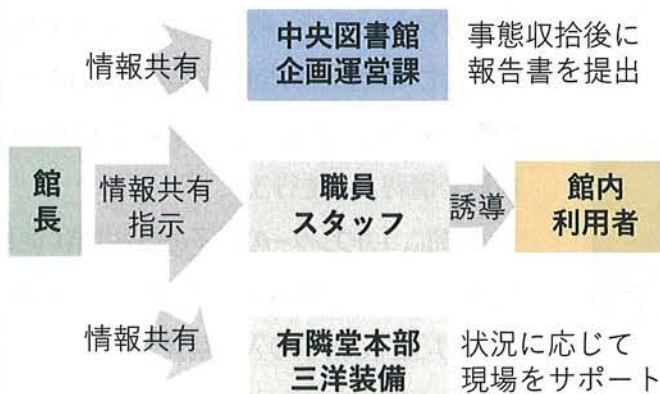 情報共有
中央図書館
企画運営課
事態収拾後に
報告書を提出
館
長
情報共有
指示
職員
スタッフ
誘導
館内
利用者
情報共有
有隣堂本部
三洋装備
状況に応じて
現場をサポート